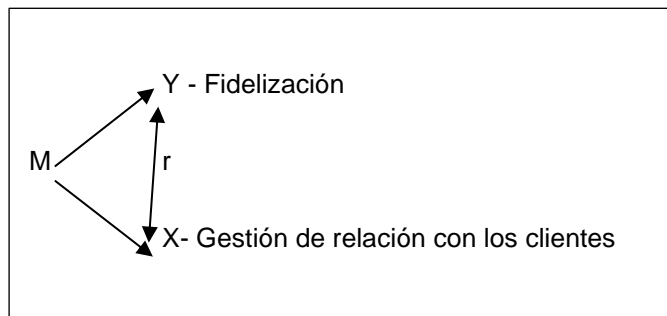 Y - Fidelización
M
r
X- Gestión de relación con los clientes